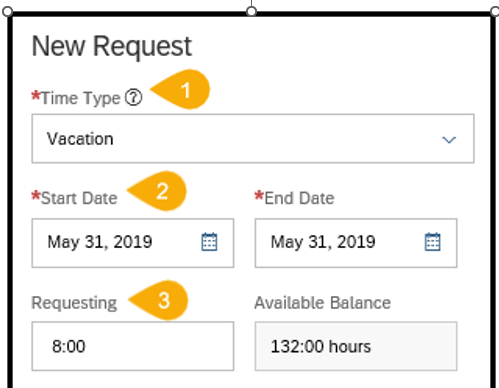 New Request
*Time Type ? 1
Vacation
*Start Date 2 *End Date
May 31, 2019 May 31, 2019
Requesting 3 Available Balance
8:00 132:00 hours